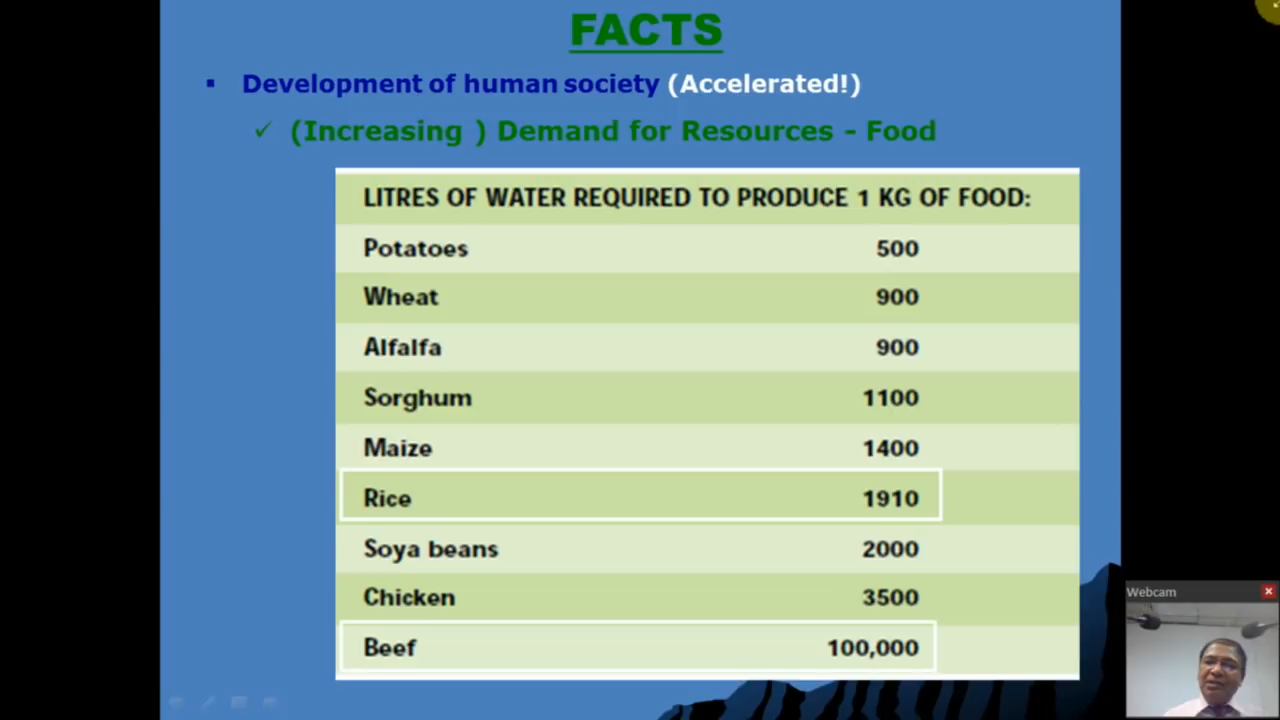 FACTS
▪ Development of human society (Accelerated!)
✓ (Increasing ) Demand for Resources - Food
LITRES OF WATER REQUIRED TO PRODUCE 1 KG OF FOOD:
Potatoes 500
Wheat 900
Alfalfa 900
Sorghum 1100
Maize 1400
Rice 1910
Soya beans 2000
Chicken 3500
Beef 100,000
Webcam